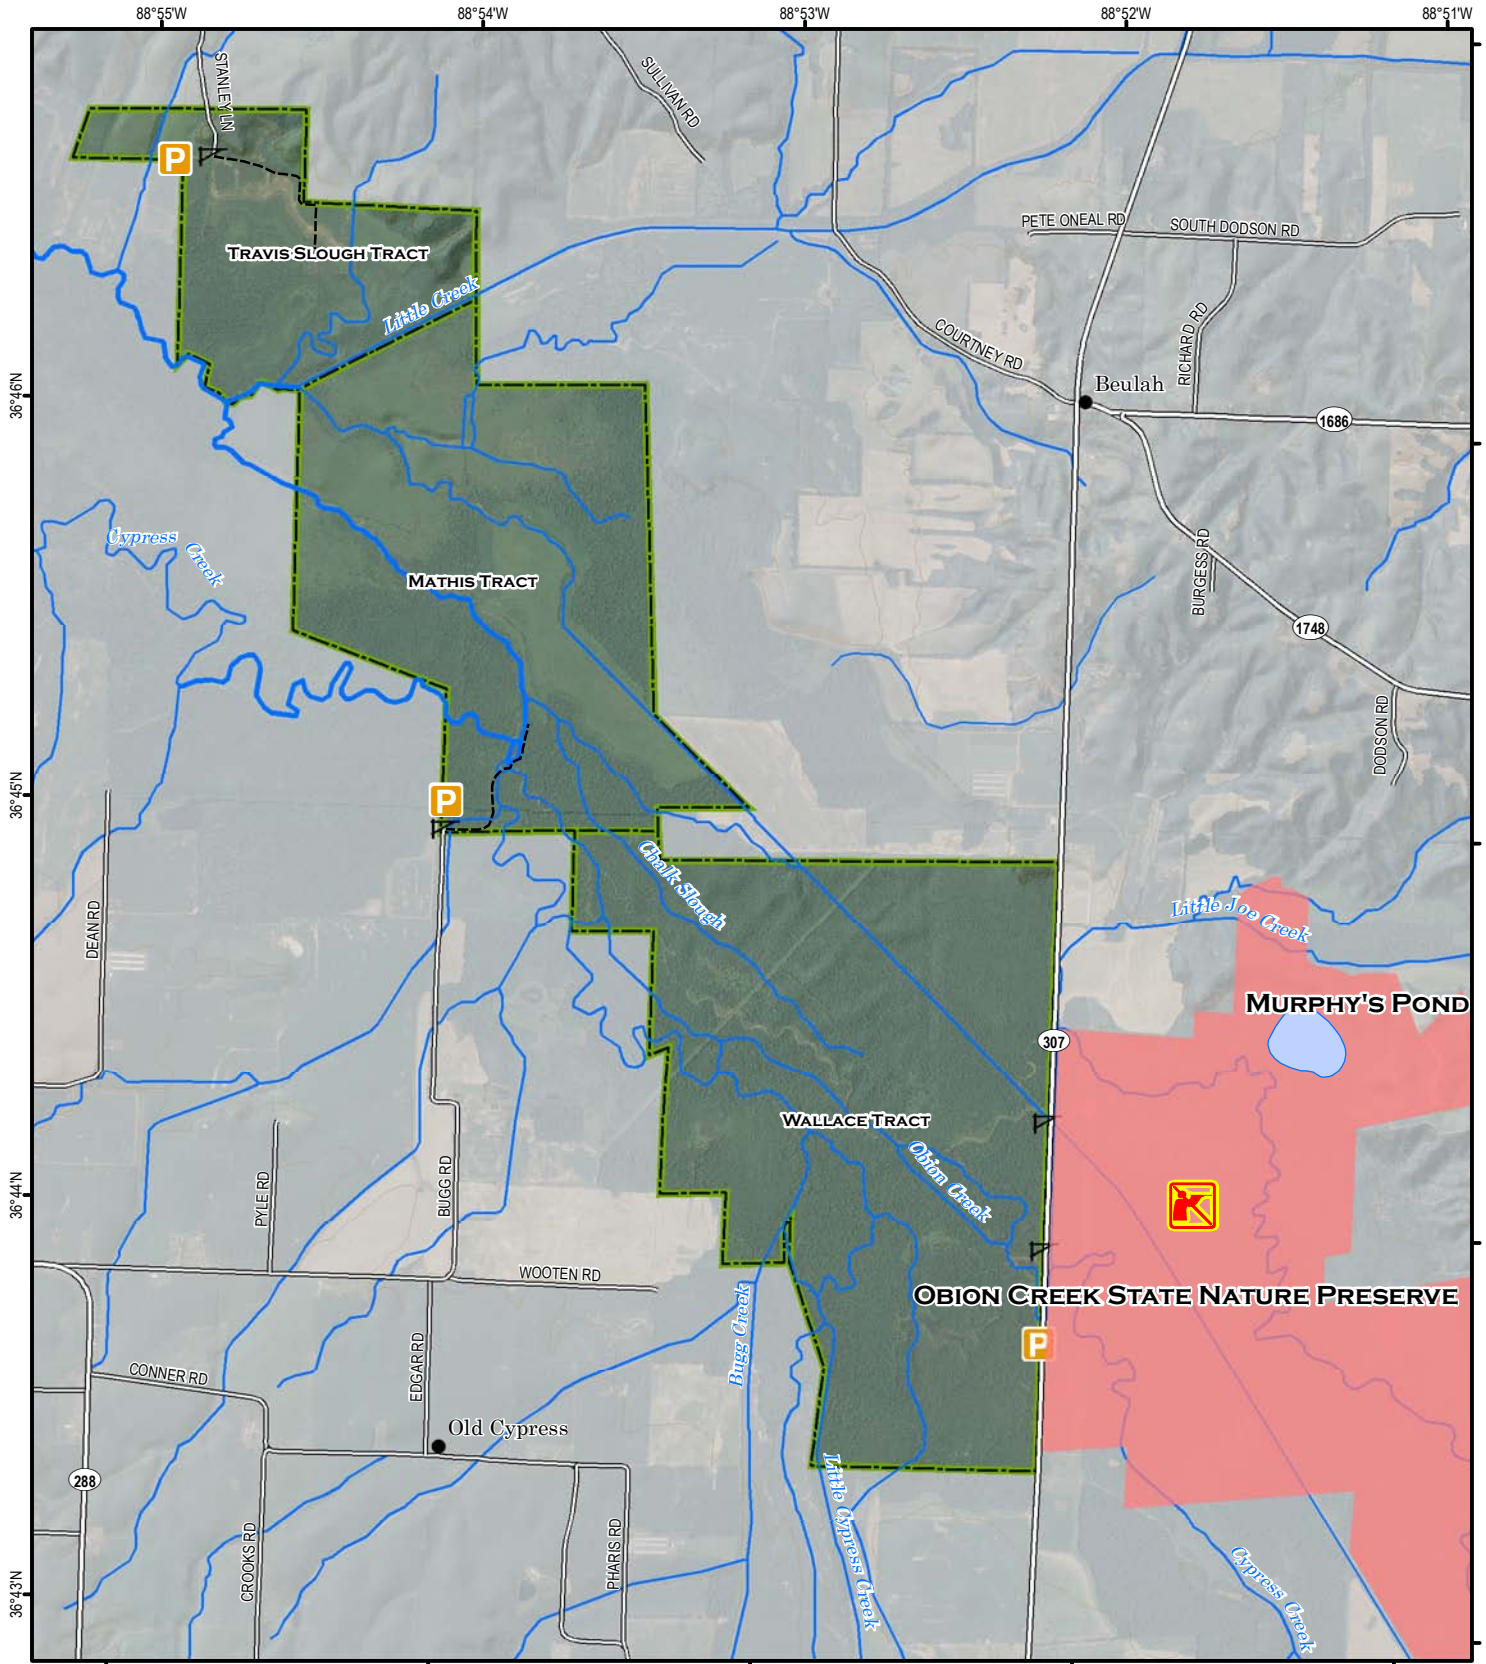 88°55'W
88°54'W
88°53'W
88°52'W
88°51'W
STANLEY LN
SULLIVAN RD
P
PETE ONEAL RD
SOUTH DODSON RD
TRAVIS SLOUGH TRACT
Little Creek
COURTNEY RD
RICHARD RD
Beulah
36°46'N
1686
Cypress
Creek
BURGESS RD
MATHIS TRACT
1748
DODSON RD
36°45'N
P
Chalk Slough
DEAN RD
Little Joe Creek
MURPHY'S POND
307
WALLACE TRACT
Obion Creek
36°44'N
PYLE RD
BUGG RD
WOOTEN RD
OBION CREEK STATE NATURE PRESERVE
Bugg Creek
P
EDGAR RD
CONNER RD
Old Cypress
288
Little Cypress Creek
CROOKS RD
PHARIS RD
Cypress Creek
36°43'N